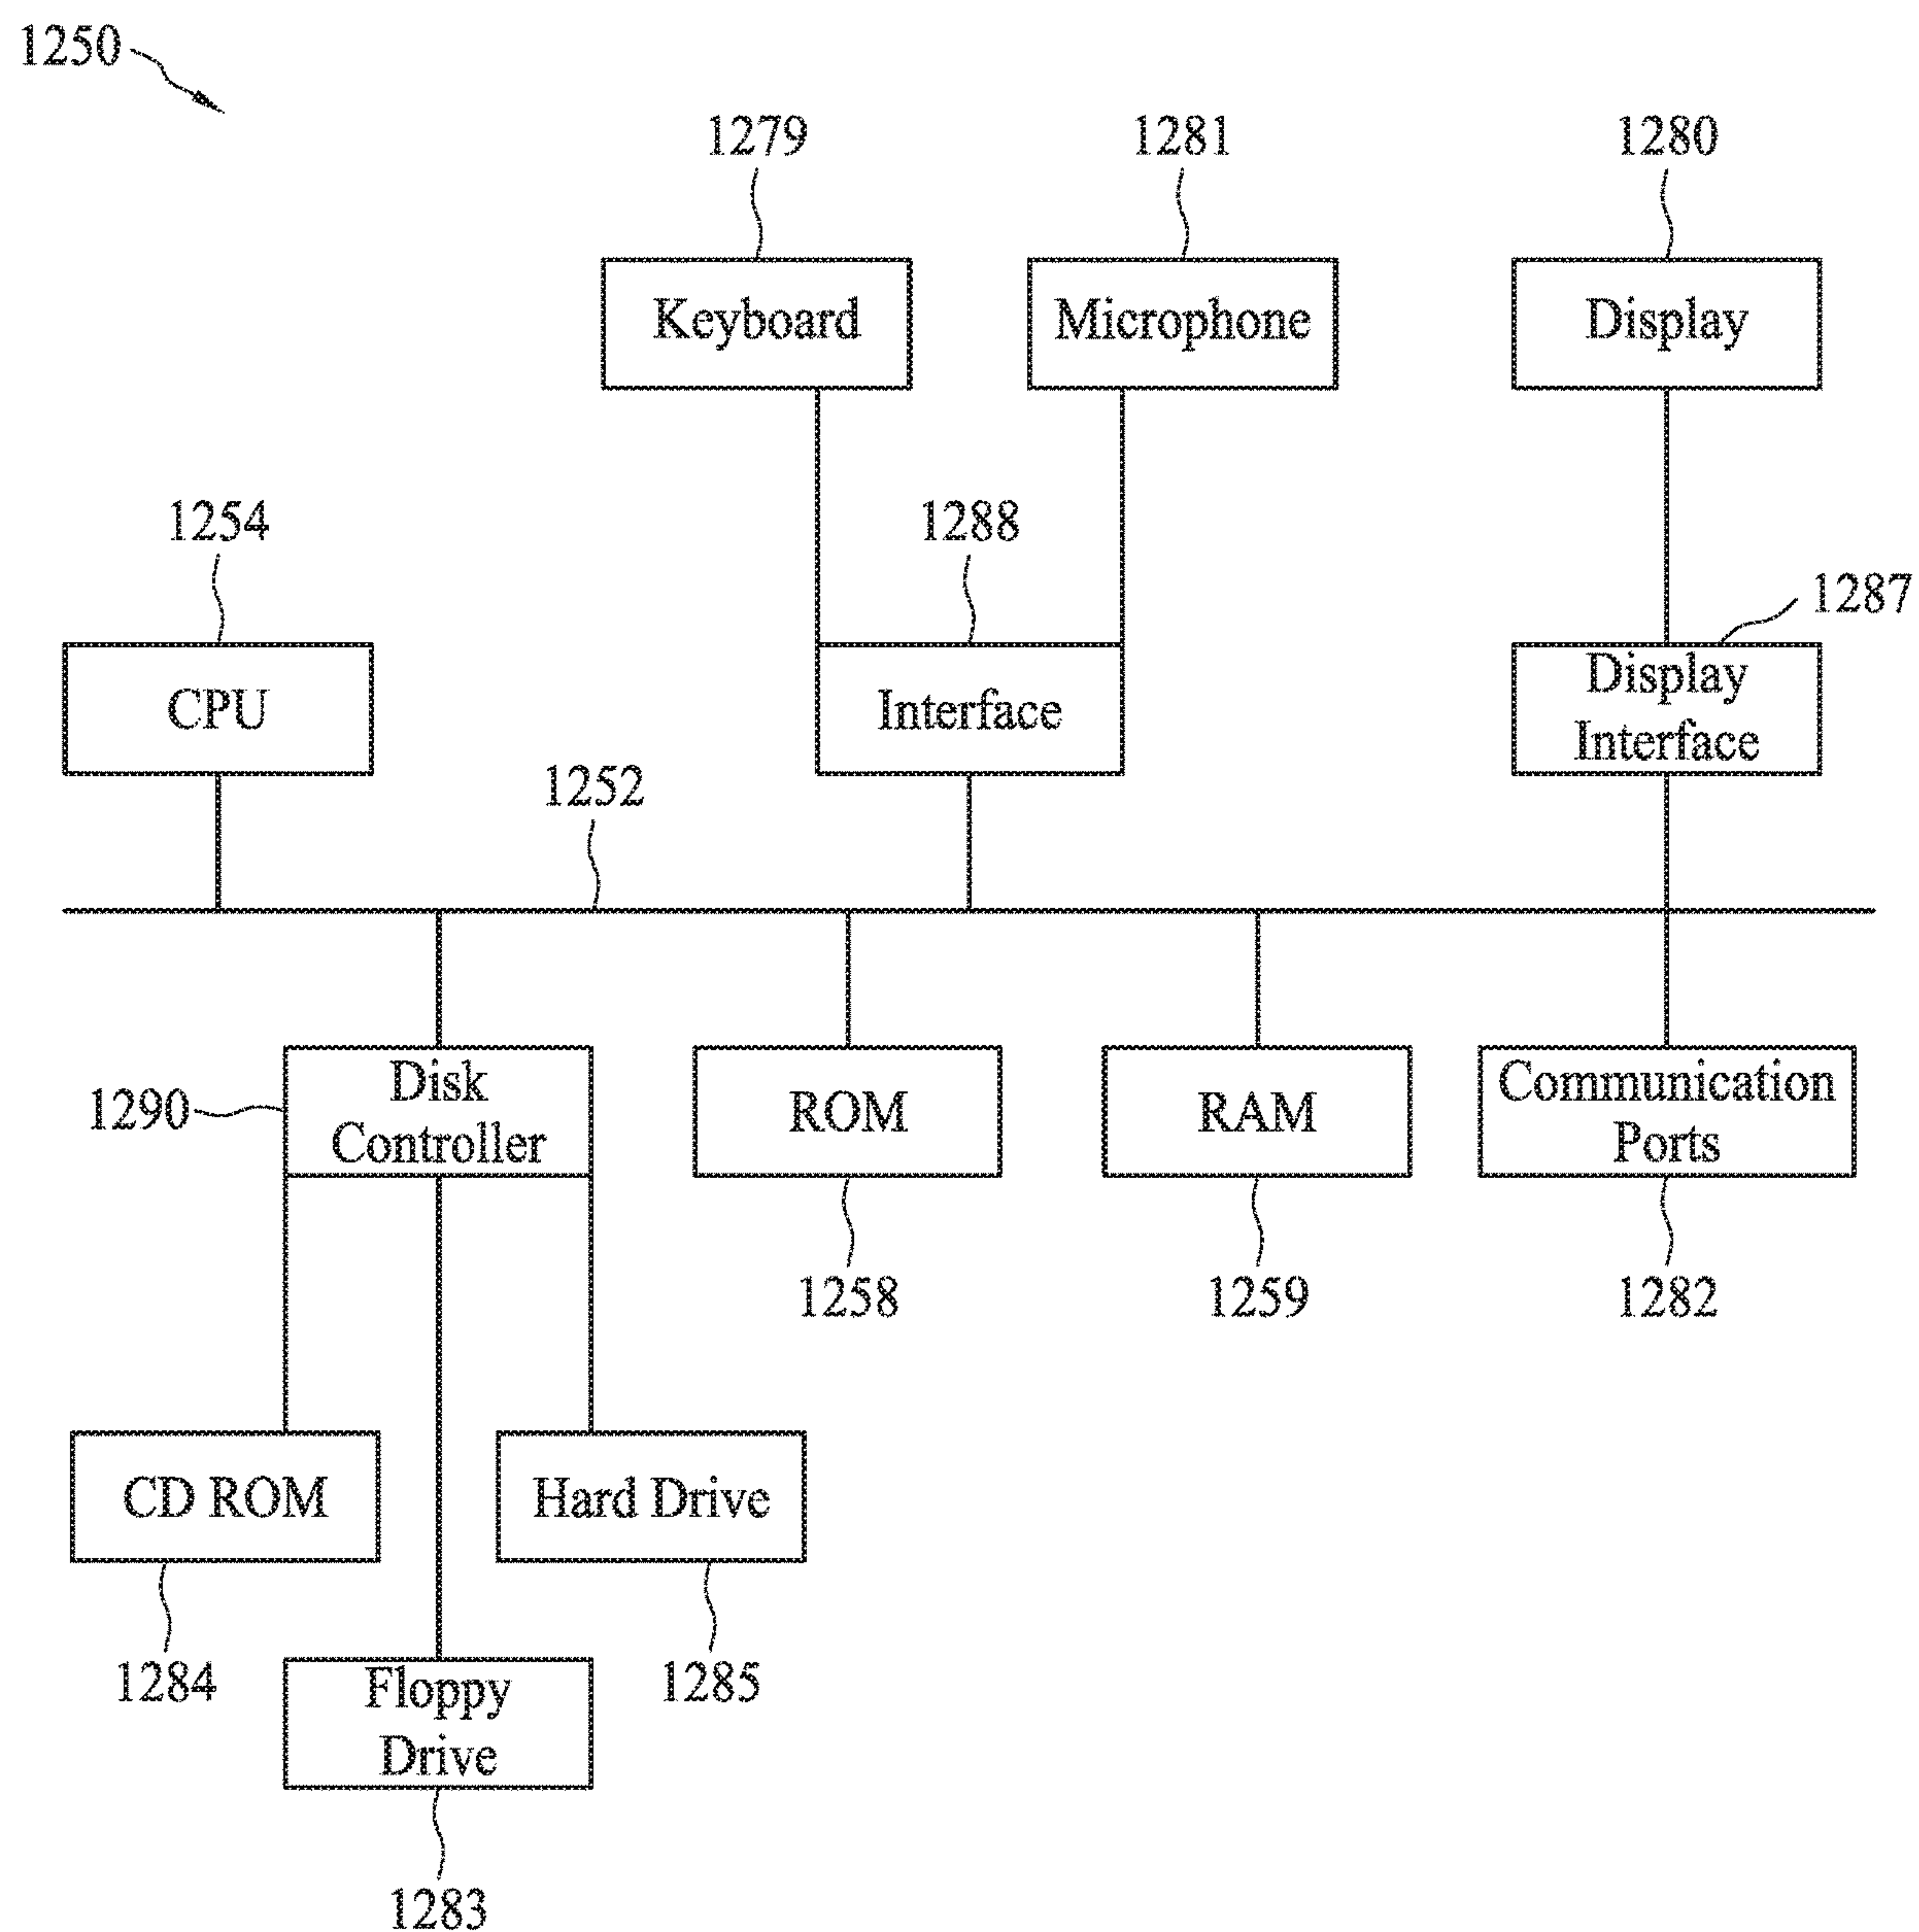 1250
1279
1281
1280
Keyboard
Microphone
Display
1254
1288
1287
CPU
Interface
Display
Interface
1252
1290
Disk
Controller
ROM
RAM
Communication
Ports
1258
1259
1282
CD ROM
Hard Drive
1284
1285
Floppy
Drive
1283